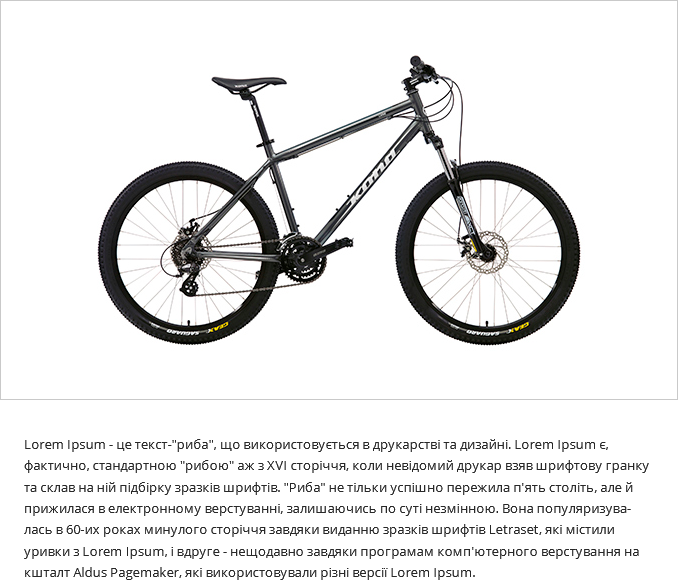 KONA
GEAX
SAGUARO
GEAX
SAGUARO
Lorem Ipsum - це текст-"риба", що використовується в друкарстві та дизайні. Lorem Ipsum є,
фактично, стандартною "рибою" аж з XVI сторіччя, коли невідомий друкар взяв шрифтову гранку
та склав на ній підбірку зразків шрифтів. "Риба" не тільки успішно пережила п'ять століть, але й
прижилася в електронному верстуванні, залишаючись по суті незмінною. Вона популяризува-
лась в 60-их роках минулого сторіччя завдяки виданню зразків шрифтів Letraset, які містили
уривки з Lorem Ipsum, і вдруге - нещодавно завдяки програмам комп'ютерного верстування на
кшталт Aldus Pagemaker, які використовували різні версії Lorem Ipsum.